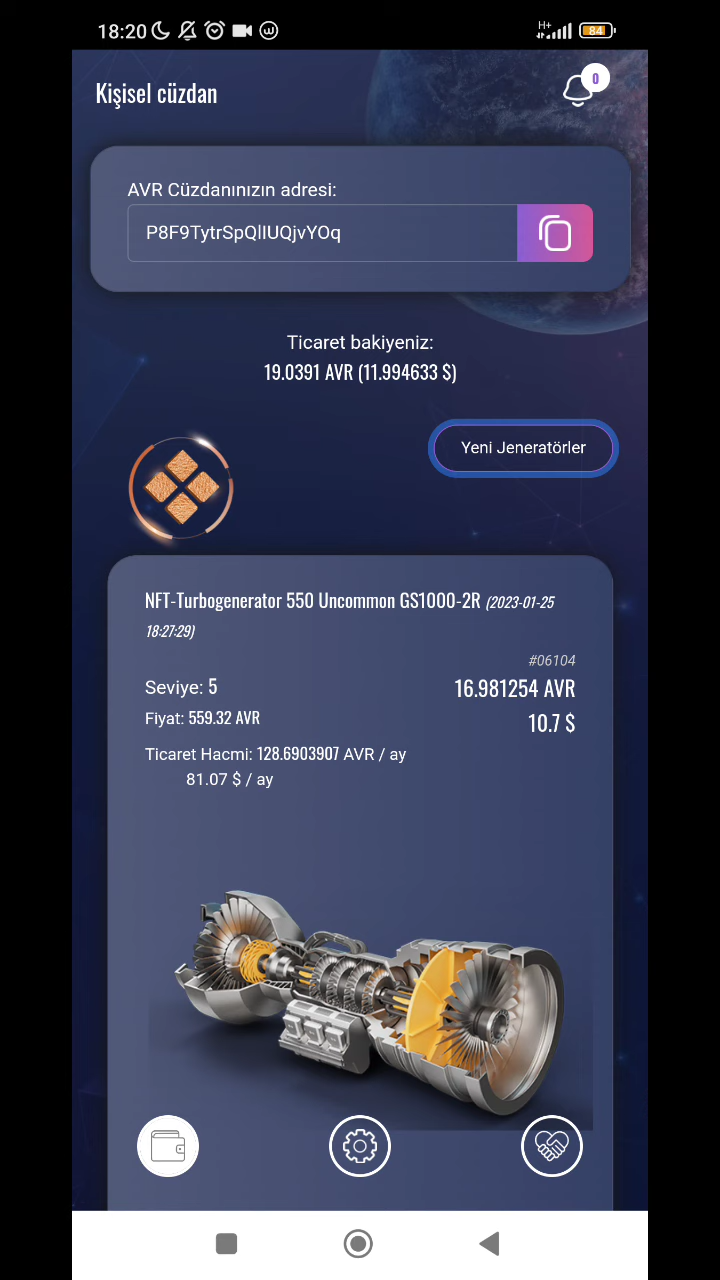 18:20 H+ 84
Kişisel cüzdan 0
AVR Cüzdanınızın adresi:
P8F9TytrSpQlIUQjvYOq
Ticaret bakiyeniz:
19.0391 AVR (11.994633 $)
Yeni Jeneratörler
NFT-Turbogenerator 550 Uncommon GS1000-2R (2023-01-25
18:27:29)
#06104
Seviye: 5 16.981254 AVR
Fiyat: 559.32 AVR 10.7 $
Ticaret Hacmi: 128.6903907 AVR / ay
81.07 $ / ay